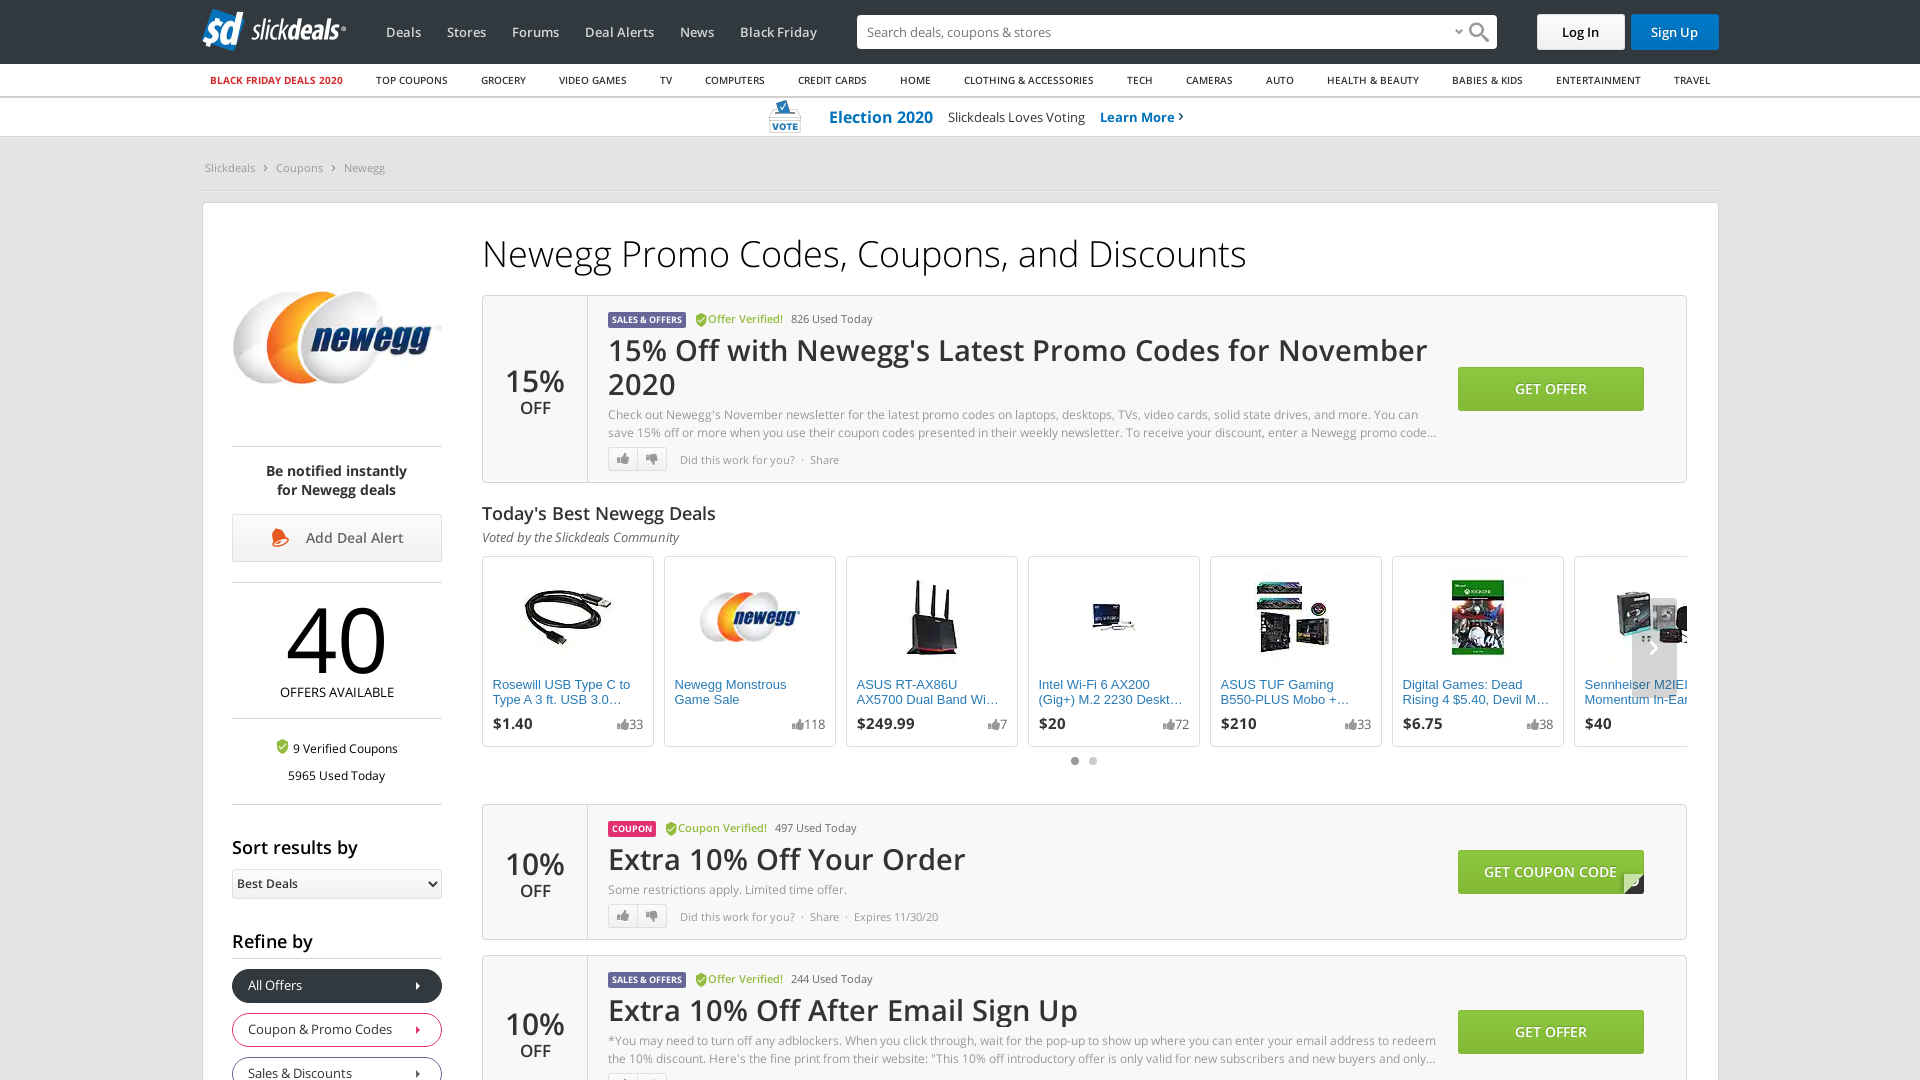 slickdeals
Deals
Stores
Forums
Deal Alerts
News
Black Friday
Search deals, coupons & stores
Log In
Sign Up
BLACK FRIDAY DEALS 2020
TOP COUPONS
GROCERY
VIDEO GAMES
TV
COMPUTERS
CREDIT CARDS
HOME
CLOTHING & ACCESSORIES
TECH
CAMERAS
AUTO
HEALTH & BEAUTY
BABIES & KIDS
ENTERTAINMENT
TRAVEL
VOTE
Election 2020
Slickdeals Loves Voting
Learn More
Slickdeals
Coupons
Newegg
newegg
Be notified instantly
for Newegg deals
Add Deal Alert
40
OFFERS AVAILABLE
9 Verified Coupons
5965 Used Today
Sort results by
Best Deals
Refine by
All Offers
Coupon & Promo Codes
Sales & Discounts
Newegg Promo Codes, Coupons, and Discounts
15%
OFF
SALES & OFFERS
Offer Verified!
826 Used Today
15% Off with Newegg's Latest Promo Codes for November
2020
Check out Newegg's November newsletter for the latest promo codes on laptops, desktops, TVs, video cards, solid state drives, and more. You can
save 15% off or more when you use their coupon codes presented in their weekly newsletter. To receive your discount, enter a Newegg promo code...
Did this work for you? · Share
GET OFFER
Today's Best Newegg Deals
Voted by the Slickdeals Community
Rosewill USB Type C to
Type A 3 ft. USB 3.0...
$1.40
33
newegg
Newegg Monstrous
Game Sale
118
ASUS RT-AX86U
AX5700 Dual Band Wi...
$249.99
7
Intel Wi-Fi 6 AX200
(Gig+) M.2 2230 Deskt...
$20
72
ASUS TUF Gaming
B550-PLUS Mobo +...
$210
33
Digital Games: Dead
Rising 4 $5.40, Devil M...
$6.75
38
Sennheiser M2IEI
Momentum In-Ear
$40
10%
OFF
COUPON
Coupon Verified!
497 Used Today
Extra 10% Off Your Order
Some restrictions apply. Limited time offer.
Did this work for you? · Share · Expires 11/30/20
GET COUPON CODE
10%
OFF
SALES & OFFERS
Offer Verified!
244 Used Today
Extra 10% Off After Email Sign Up
*You may need to turn off any adblockers. When you click through, wait for the pop-up to show up where you can enter your email address to redeem
the 10% discount. Here's the fine print from their website: "This 10% off introductory offer is only valid for new subscribers and new buyers and only...
GET OFFER